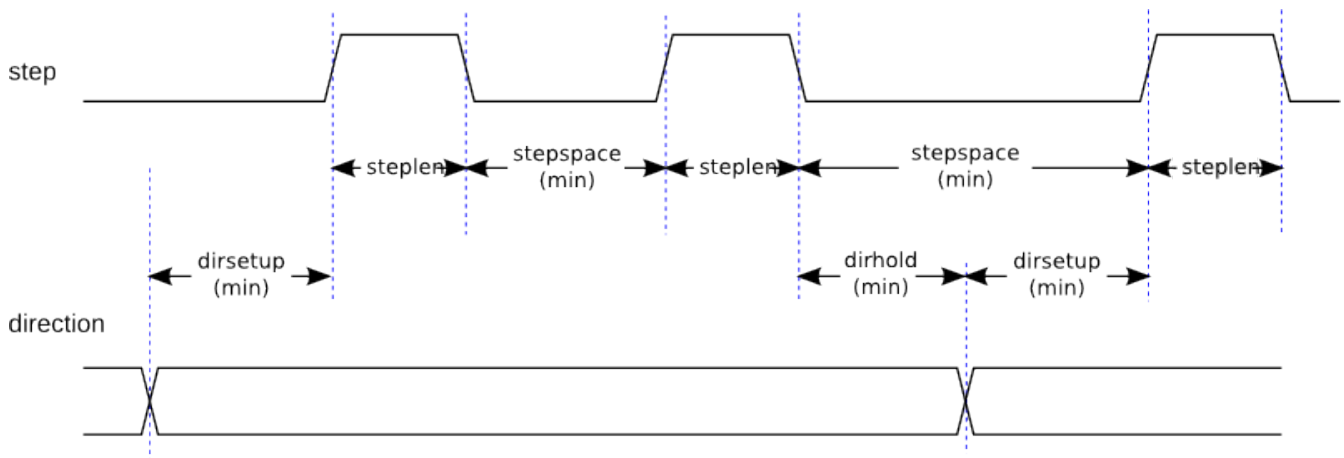 step
steplen
stepspace
(min)
steplen
stepspace
(min)
steplen
dirsetup
(min)
dirhold
(min)
dirsetup
(min)
direction